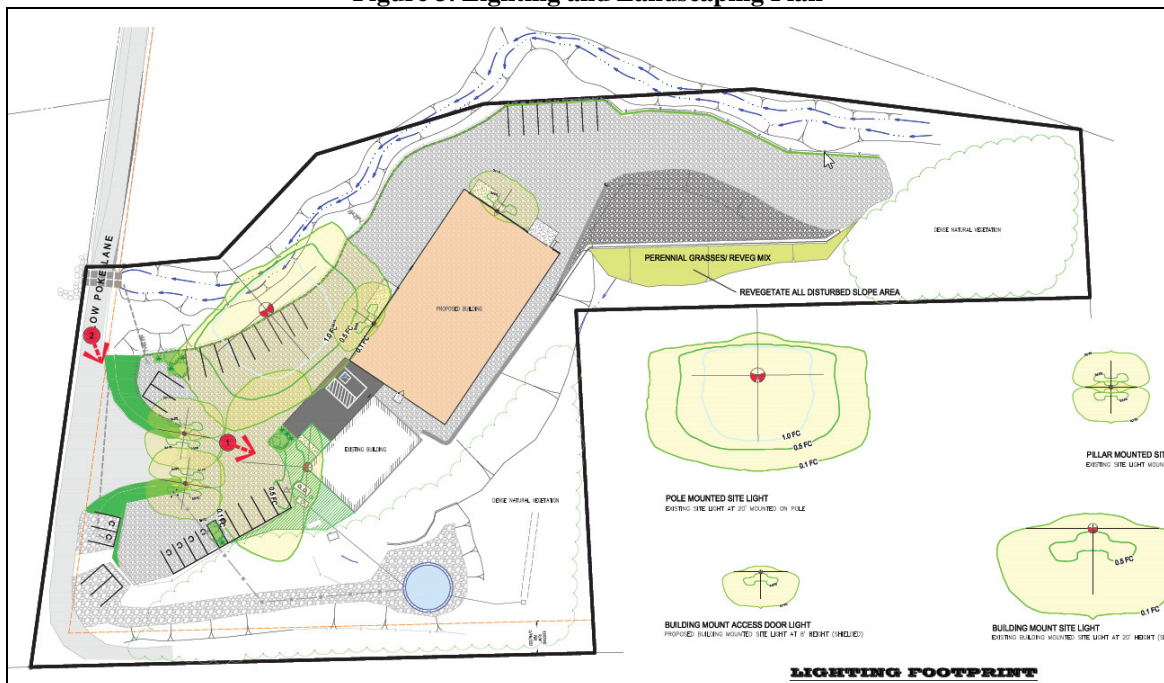 Figure 3. Lighting and Landscaping Plan
OW POKE LANE
2
1
1.0 FC
0.5 FC
0.1 FC
PROPOSED BUILDING
EXISTING BUILDING
0.5 FC
0.1 FC
DENSE NATURAL VEGETATION
PERENNIAL GRASSES/ REVEG MIX
REVEGETATE ALL DISTURBED SLOPE AREA
DENSE NATURAL VEGETATION
C
C
C
C
C
C
C
1.0 FC
0.5 FC
0.1 FC
POLE MOUNTED SITE LIGHT
EXISTING SITE LIGHT AT 20' MOUNTED ON POLE
PILLAR MOUNTED SIT
EXISTING SITE LIGHT MOUN
BUILDING MOUNT ACCESS DOOR LIGHT
PROPOSED BUILDING MOUNTED SITE LIGHT AT 8' HEIGHT (SHIELDED)
0.5 FC
0.1 FC
BUILDING MOUNT SITE LIGHT
EXISTING BUILDING MOUNTED SITE LIGHT AT 20' HEIGHT (S
LIGHTING FOOTPRINT